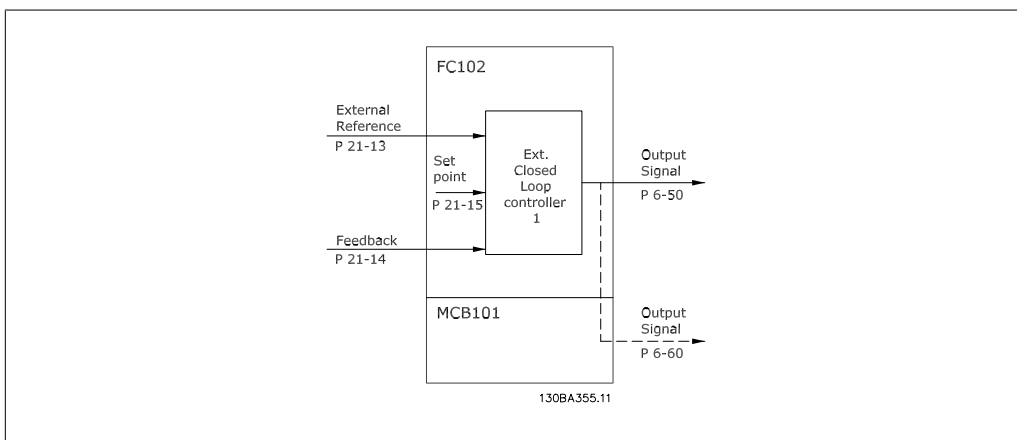 FC102
External
Reference
P 21-13
Set
point
P 21-15
Feedback
P 21-14
Ext.
Closed
Loop
controller
1
Output
Signal
P 6-50
MCB101
Output
Signal
P 6-60
130BA355.11